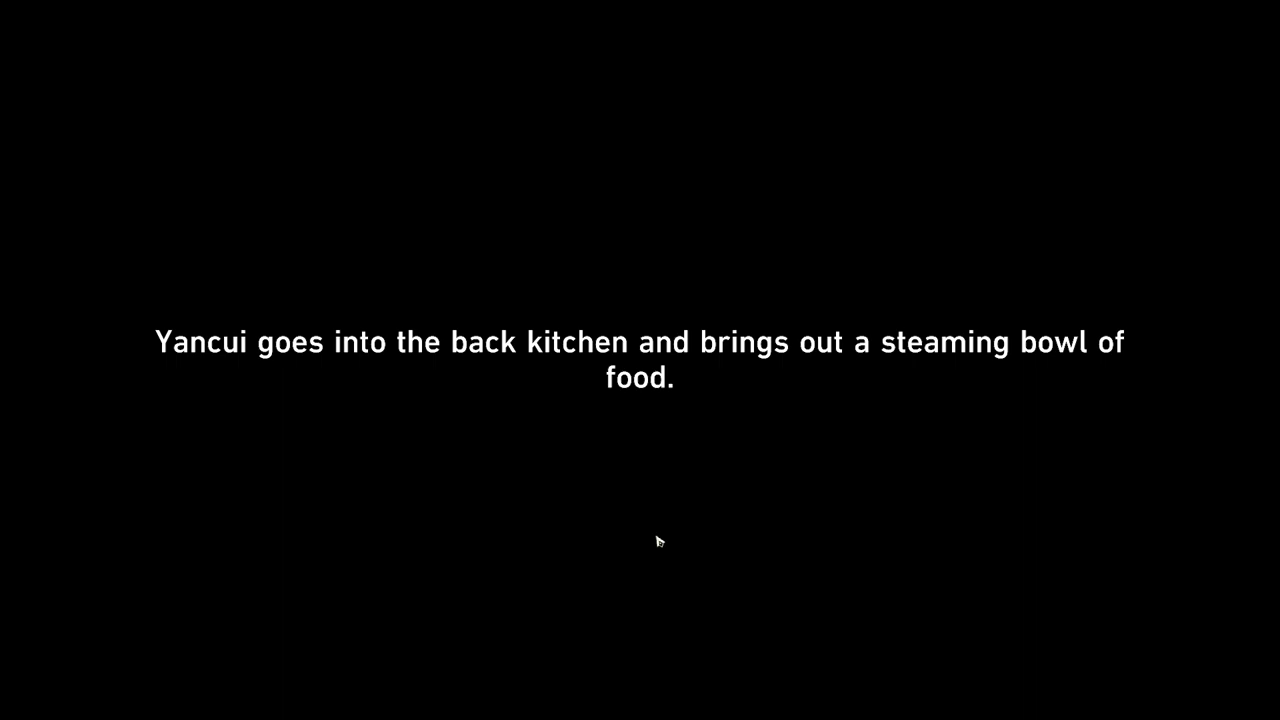 Yancui goes into the back kitchen and brings out a steaming bowl of
food.